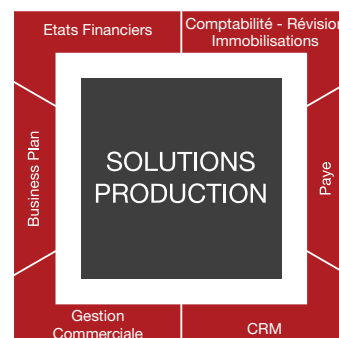 Etats Financiers
Comptabilité - Révision
Immobilisations
Business Plan
SOLUTIONS
PRODUCTION
Paye
Gestion
Commerciale
CRM